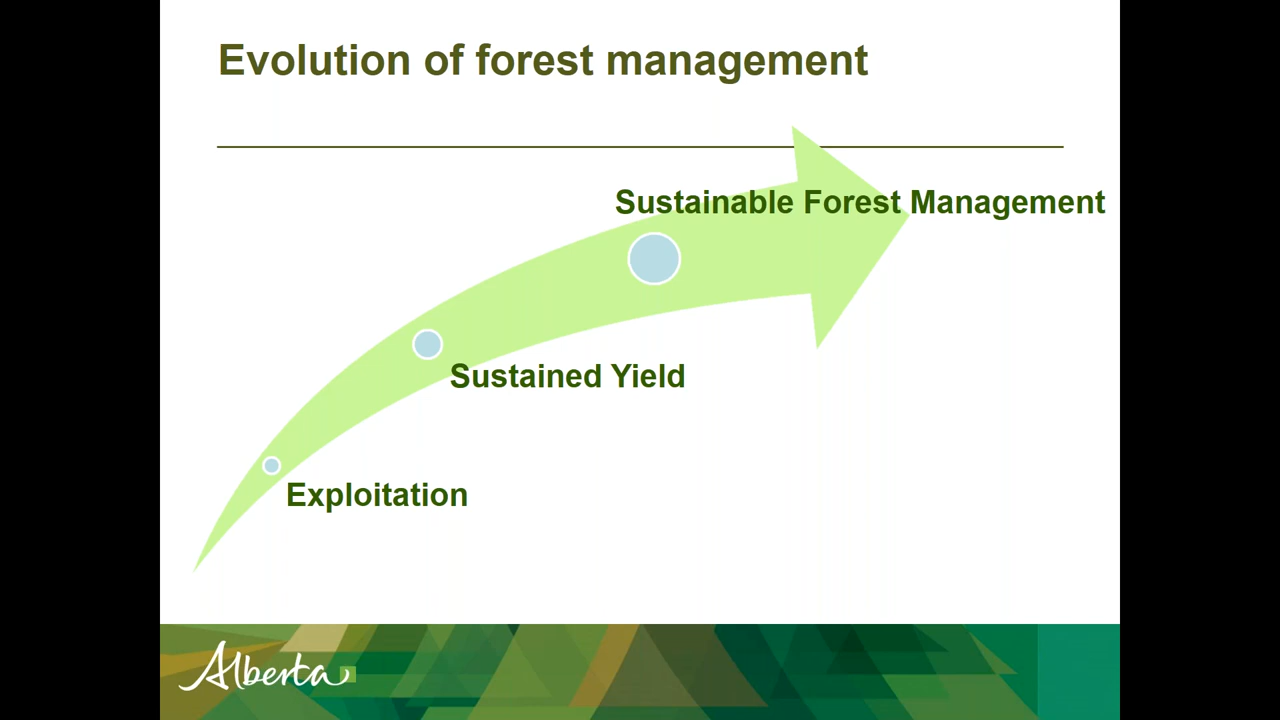 Evolution of forest management
Sustainable Forest Management
Sustained Yield
Exploitation
Alberta